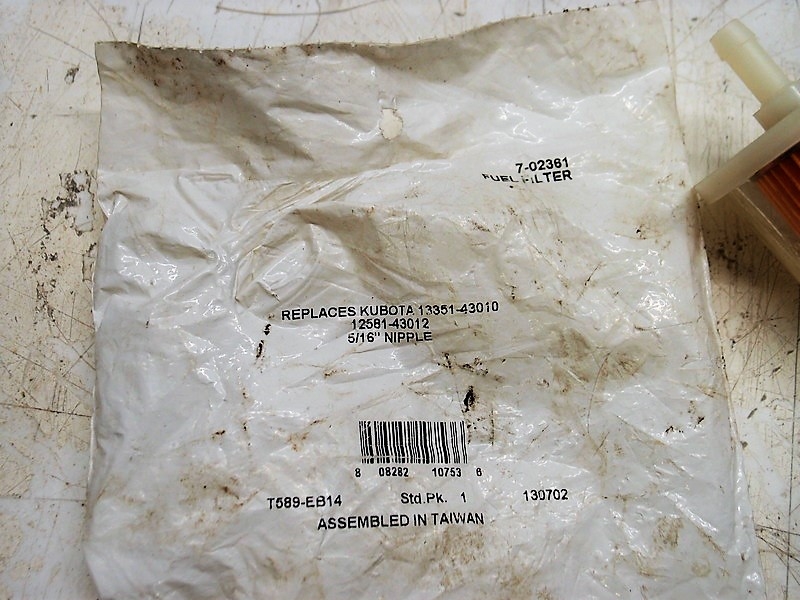 7-02361
FUEL FILTER
REPLACES KUBOTA 13351-43010
12581-43012
5/16" NIPPLE
8 08282 10753 6
T589-EB14 Std.Pk. 1 130702
ASSEMBLED IN TAIWAN